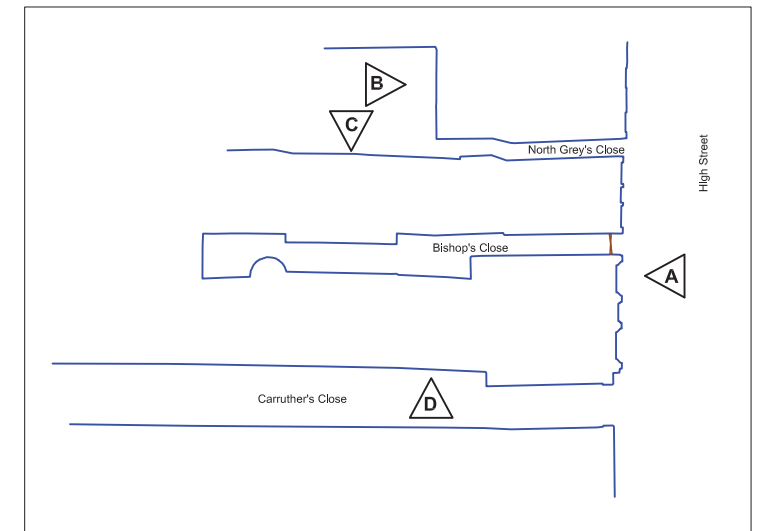 B
C
North Grey's Close
HIgh Street
Bishop's Close
A
Carruther's Close
D